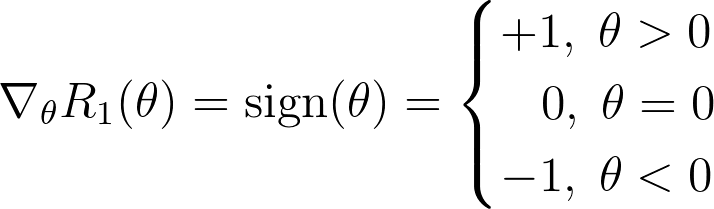 +1, θ > 0
∇θR1(θ) = sign(θ) = { 0, θ = 0
−1, θ < 0